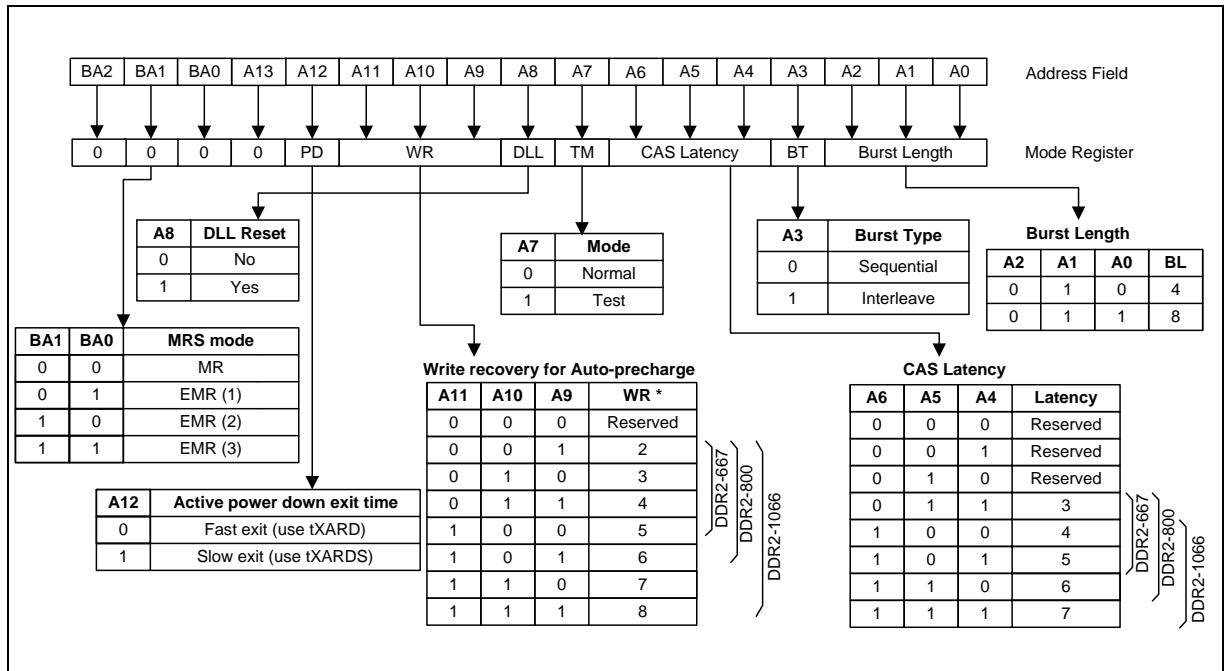 BA2 BA1 BA0 A13 A12 A11 A10 A9 A8 A7 A6 A5 A4 A3 A2 A1 A0 Address Field
0 0 0 0 PD WR DLL TM CAS Latency BT Burst Length Mode Register
A8 DLL Reset
0 No
1 Yes
A7 Mode
0 Normal
1 Test
A3 Burst Type
0 Sequential
1 Interleave
Burst Length
A2 A1 A0 BL
0 1 0 4
0 1 1 8
BA1 BA0 MRS mode
0 0 MR
0 1 EMR (1)
1 0 EMR (2)
1 1 EMR (3)
A12 Active power down exit time
0 Fast exit (use tXARD)
1 Slow exit (use tXARDS)
Write recovery for Auto-precharge
A11 A10 A9 WR *
0 0 0 Reserved
0 0 1 2
0 1 0 3
0 1 1 4
1 0 0 5
1 0 1 6
1 1 0 7
1 1 1 8
DDR2-667
DDR2-800
DDR2-1066
CAS Latency
A6 A5 A4 Latency
0 0 0 Reserved
0 0 1 Reserved
0 1 0 Reserved
0 1 1 3
1 0 0 4
1 0 1 5
1 1 0 6
1 1 1 7
DDR2-667
DDR2-800
DDR2-1066